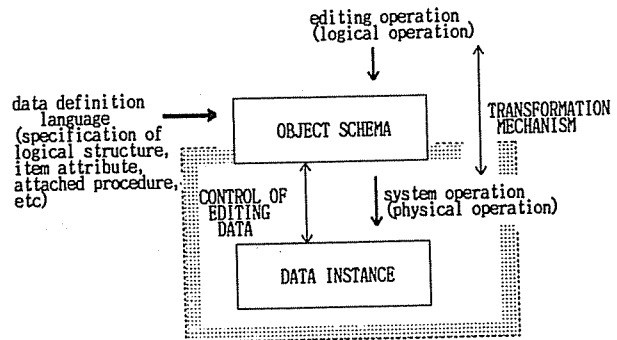 editing operation
(logical operation)
data definition
language
(specification of
logical structure,
item attribute,
attached procedure,
etc)
OBJECT SCHEMA
TRANSFORMATION
MECHANISM
CONTROL OF
EDITING
DATA
system operation
(physical operation)
DATA INSTANCE